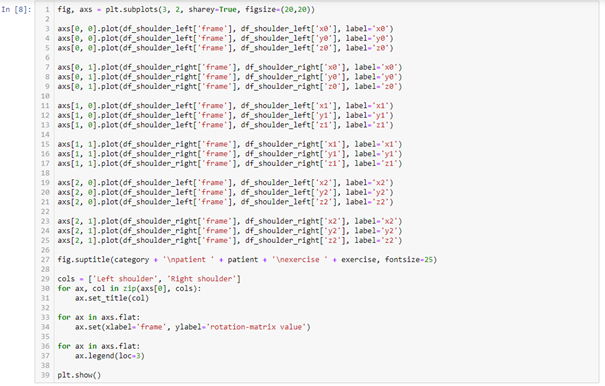 In [8]:
1 fig, axs = plt.subplots(3, 2, sharey=True, figsize=(20,20))
2
3 axs[0, 0].plot(df_shoulder_left['frame'], df_shoulder_left['x0'], label='x0')
4 axs[0, 0].plot(df_shoulder_left['frame'], df_shoulder_left['y0'], label='y0')
5 axs[0, 0].plot(df_shoulder_left['frame'], df_shoulder_left['z0'], label='z0')
6
7 axs[0, 1].plot(df_shoulder_right['frame'], df_shoulder_right['x0'], label='x0')
8 axs[0, 1].plot(df_shoulder_right['frame'], df_shoulder_right['y0'], label='y0')
9 axs[0, 1].plot(df_shoulder_right['frame'], df_shoulder_right['z0'], label='z0')
10
11 axs[1, 0].plot(df_shoulder_left['frame'], df_shoulder_left['x1'], label='x1')
12 axs[1, 0].plot(df_shoulder_left['frame'], df_shoulder_left['y1'], label='y1')
13 axs[1, 0].plot(df_shoulder_left['frame'], df_shoulder_left['z1'], label='z1')
14
15 axs[1, 1].plot(df_shoulder_right['frame'], df_shoulder_right['x1'], label='x1')
16 axs[1, 1].plot(df_shoulder_right['frame'], df_shoulder_right['y1'], label='y1')
17 axs[1, 1].plot(df_shoulder_right['frame'], df_shoulder_right['z1'], label='z1')
18
19 axs[2, 0].plot(df_shoulder_left['frame'], df_shoulder_left['x2'], label='x2')
20 axs[2, 0].plot(df_shoulder_left['frame'], df_shoulder_left['y2'], label='y2')
21 axs[2, 0].plot(df_shoulder_left['frame'], df_shoulder_left['z2'], label='z2')
22
23 axs[2, 1].plot(df_shoulder_right['frame'], df_shoulder_right['x2'], label='x2')
24 axs[2, 1].plot(df_shoulder_right['frame'], df_shoulder_right['y2'], label='y2')
25 axs[2, 1].plot(df_shoulder_right['frame'], df_shoulder_right['z2'], label='z2')
26
27 fig.suptitle(category + '\npatient ' + patient + '\nexercise ' + exercise, fontsize=25)
28
29 cols = ['Left shoulder', 'Right shoulder']
30 for ax, col in zip(axs[0], cols):
31     ax.set_title(col)
32
33 for ax in axs.flat:
34     ax.set(xlabel='frame', ylabel='rotation-matrix value')
35
36 for ax in axs.flat:
37     ax.legend(loc=3)
38
39 plt.show()